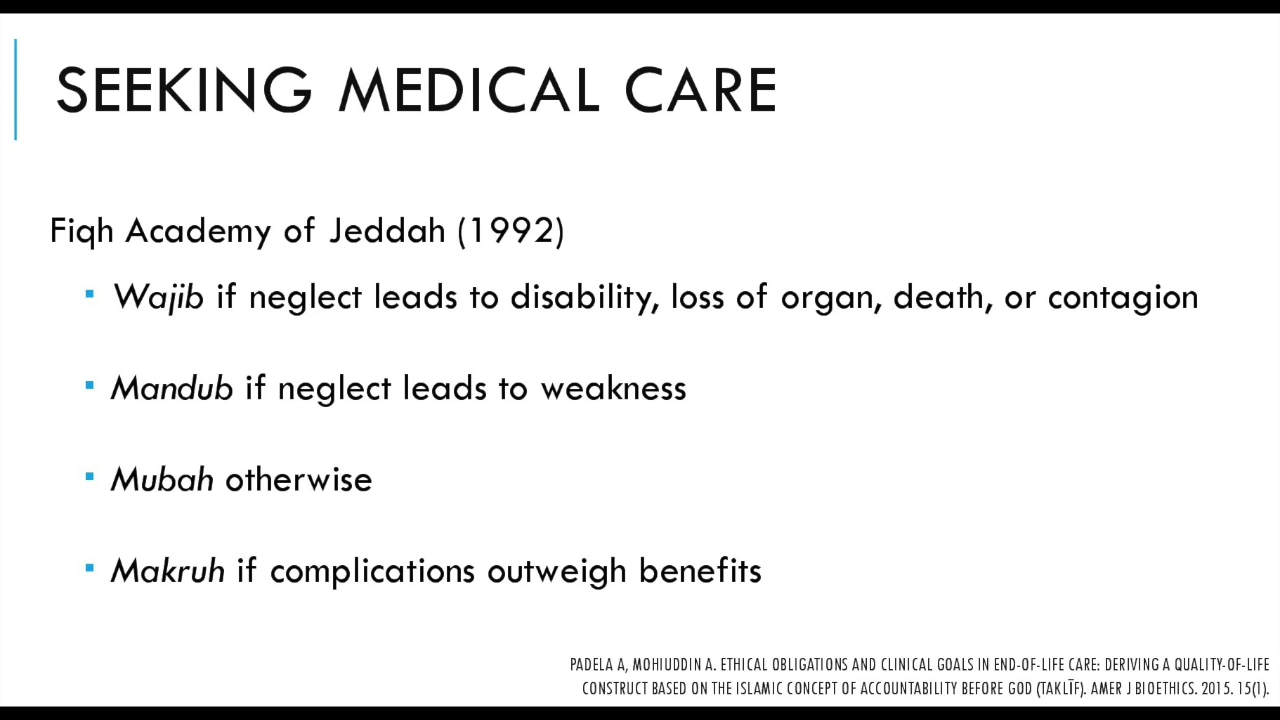 SEEKING MEDICAL CARE
Fiqh Academy of Jeddah (1992)
▪ Wajib if neglect leads to disability, loss of organ, death, or contagion
▪ Mandub if neglect leads to weakness
▪ Mubah otherwise
▪ Makruh if complications outweigh benefits
PADELA A, MOHIUDDIN A. ETHICAL OBLIGATIONS AND CLINICAL GOALS IN END-OF-LIFE CARE: DERIVING A QUALITY-OF-LIFE
CONSTRUCT BASED ON THE ISLAMIC CONCEPT OF ACCOUNTABILITY BEFORE GOD (TAKLĪF). AMER J BIOETHICS. 2015. 15(1).